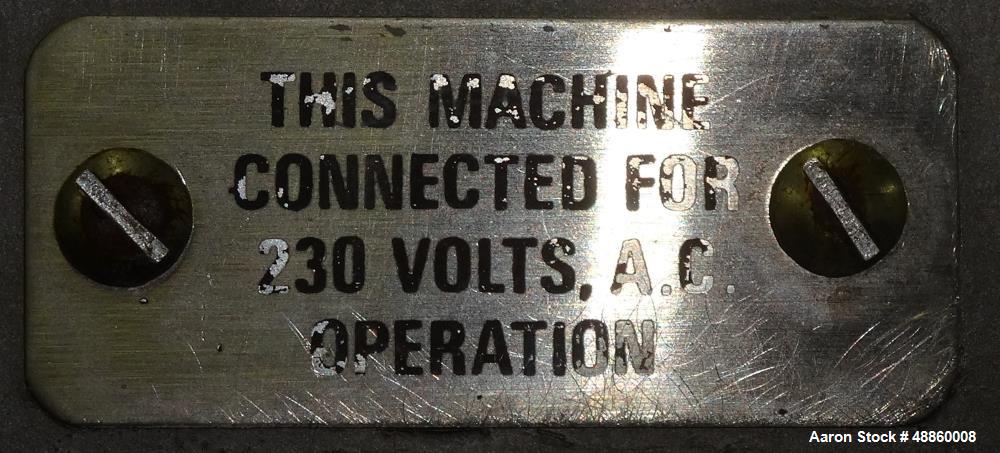 THIS MACHINE
CONNECTED FOR
230 VOLTS, A.C.
OPERATION
Aaron Stock # 48860008